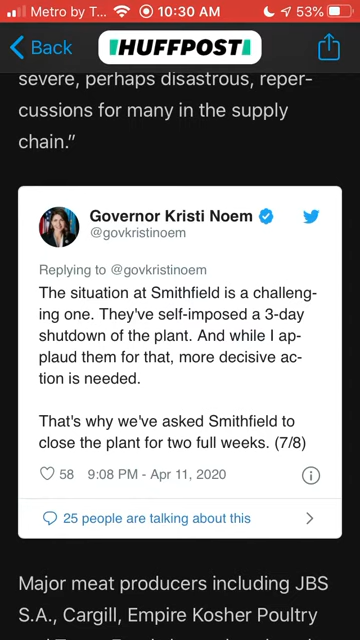 Metro by T... 10:30 AM 53%
Back
HUFFPOST
severe, perhaps disastrous, reper-
cussions for many in the supply
chain.”
Governor Kristi Noem
@govkristinoem
Replying to @govkristinoem
The situation at Smithfield is a challeng-
ing one. They've self-imposed a 3-day
shutdown of the plant. And while I ap-
plaud them for that, more decisive ac-
tion is needed.
That's why we've asked Smithfield to
close the plant for two full weeks. (7/8)
58 9:08 PM - Apr 11, 2020
25 people are talking about this
Major meat producers including JBS
S.A., Cargill, Empire Kosher Poultry